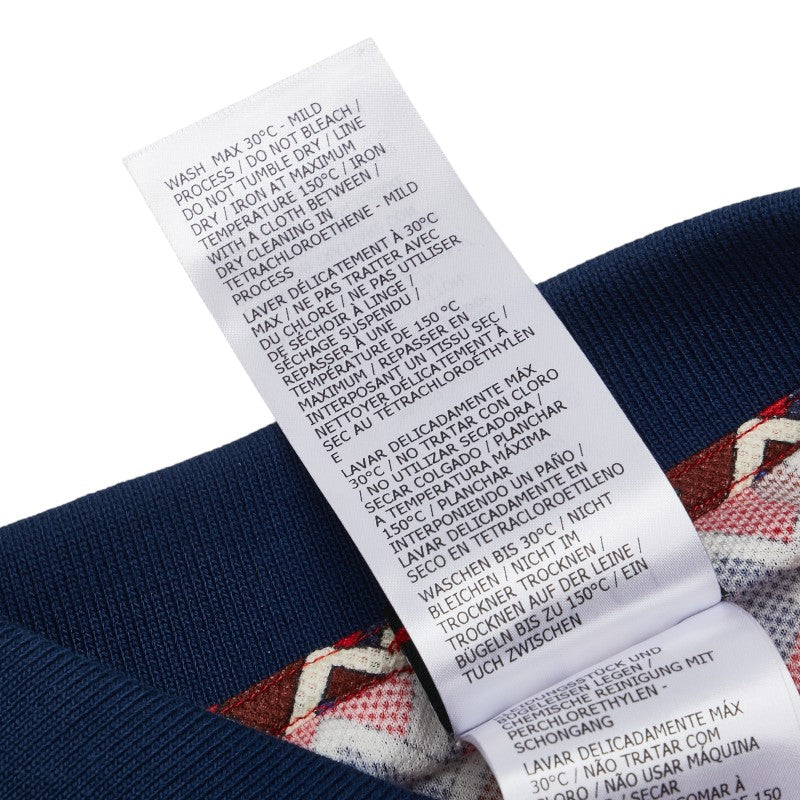 WASH MAX 30°C - MILD
PROCESS / DO NOT BLEACH /
DO NOT TUMBLE DRY / LINE
DRY / IRON AT MAXIMUM
TEMPERATURE 150°C / IRON
WITH A CLOTH BETWEEN /
DRY CLEANING IN
TETRACHLOROETHENE - MILD
PROCESS
LAVER DÉLICATEMENT À 30°C
MAX / NE PAS TRAITER AVEC
DU CHLORE / NE PAS UTILISER
DE SÉCHOIR À LINGE /
SÉCHAGE SUSPENDU /
REPASSER À UNE
TEMPÉRATURE DE 150 °C
MAXIMUM / REPASSER EN
INTERPOSANT UN TISSU SEC /
NETTOYER DÉLICATEMENT À
SEC AU TÉTRACHLOROÉTHYLÈN
E
LAVAR DELICADAMENTE MÁX
30°C / NO TRATAR CON CLORO
/ NO UTILIZAR SECADORA /
SECAR COLGADO / PLANCHAR
A TEMPERATURA MÁXIMA
150°C / PLANCHAR
INTERPONIENDO UN PAÑO /
LAVAR DELICADAMENTE EN
SECO EN TETRACLOROETILENO
WASCHEN BIS 30°C / NICHT
BLEICHEN / NICHT IM
TROCKNER TROCKNEN /
TROCKNEN AUF DER LEINE /
BÜGELN BIS ZU 150°C / EIN
TUCH ZWISCHEN
UND
BÜGELEISEN LEGEN /
CHEMISCHE REINIGUNG MIT
PERCHLORETHYLEN -
SCHONGANG
LAVAR DELICADAMENTE MÁX
30°C / NÃO TRATAR COM
CLORO / NÃO USAR MÁQUINA
SECAR